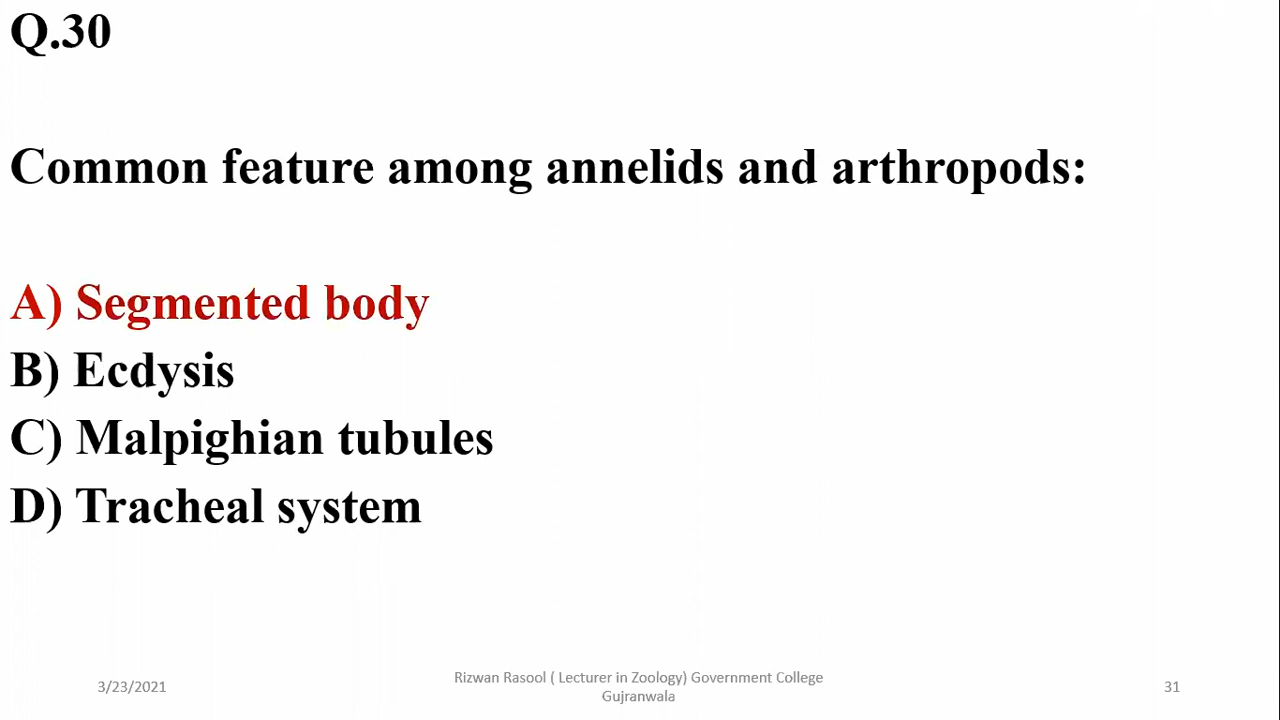 Q.30
Common feature among annelids and arthropods:
A) Segmented body
B) Ecdysis
C) Malpighian tubules
D) Tracheal system
3/23/2021
Rizwan Rasool ( Lecturer in Zoology) Government College
Gujranwala
31